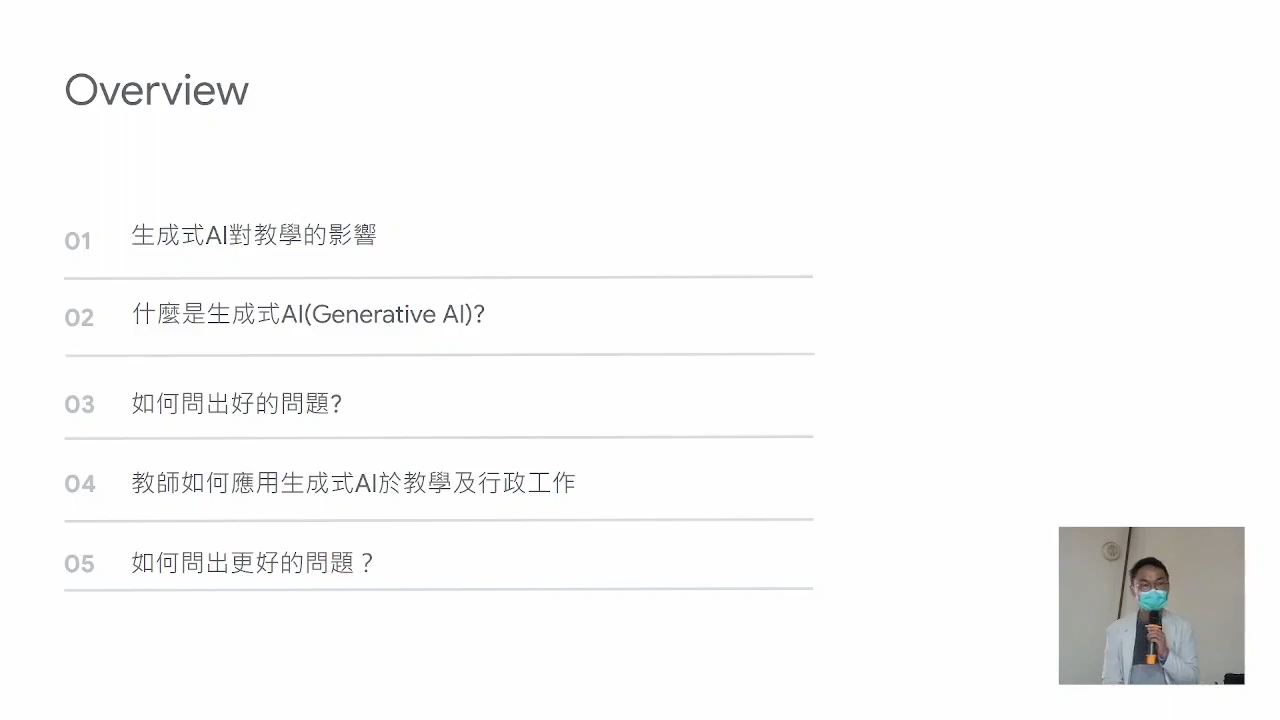 Overview
01 生成式AI對教學的影響
02 什麼是生成式AI(Generative AI)?
03 如何問出好的問題?
04 教師如何應用生成式AI於教學及行政工作
05 如何問出更好的問題？